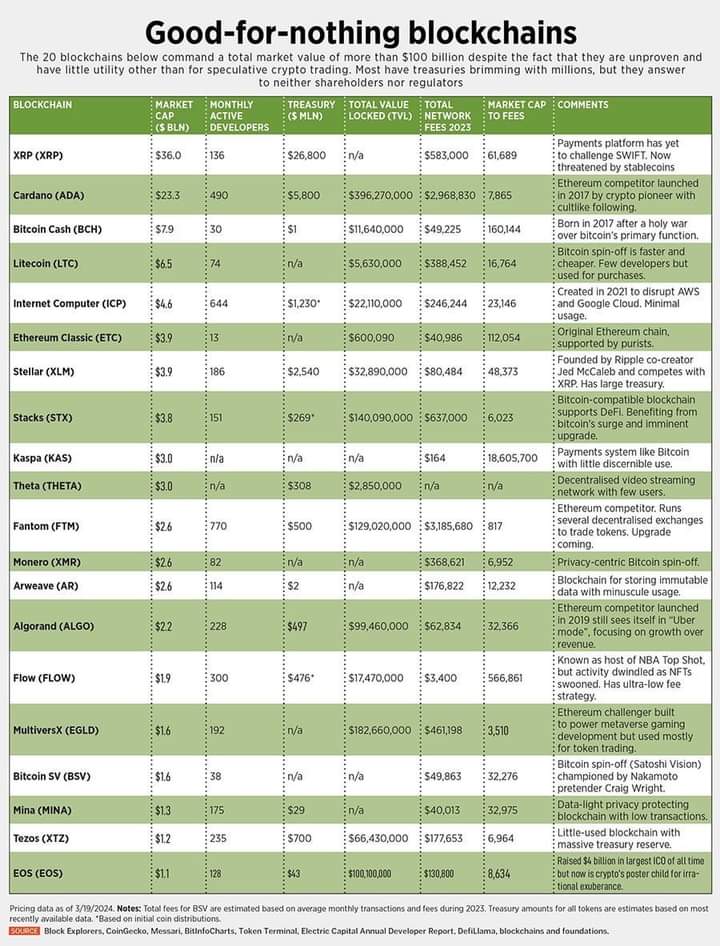 Good-for-nothing blockchains
The 20 blockchains below command a total market value of more than $100 billion despite the fact that they are unproven and
have little utility other than for speculative crypto trading. Most have treasuries brimming with millions, but they answer
to neither shareholders nor regulators
BLOCKCHAIN MARKET CAP ($ BLN) MONTHLY ACTIVE DEVELOPERS TREASURY ($ MLN) TOTAL VALUE LOCKED (TVL) TOTAL NETWORK FEES 2023 MARKET CAP TO FEES COMMENTS
XRP (XRP) $36.0 136 $26,800 n/a $583,000 61,689 Payments platform has yet
to challenge SWIFT. Now
threatened by stablecoins
Cardano (ADA) $23.3 490 $5,800 $396,270,000 $2,968,830 7,865 Ethereum competitor launched
in 2017 by crypto pioneer with
cultlike following.
Bitcoin Cash (BCH) $7.9 30 $1 $11,640,000 $49,225 160,144 Born in 2017 after a holy war
over bitcoin's primary function.
Litecoin (LTC) $6.5 74 n/a $5,630,000 $388,452 16,764 Bitcoin spin-off is faster and
cheaper. Few developers but
used for purchases.
Internet Computer (ICP) $4.6 644 $1,230* $22,110,000 $246,244 23,146 Created in 2021 to disrupt AWS
and Google Cloud. Minimal
usage.
Ethereum Classic (ETC) $3.9 13 n/a $600,090 $40,986 112,054 Original Ethereum chain,
supported by purists.
Stellar (XLM) $3.9 186 $2,540 $32,890,000 $80,484 48,373 Founded by Ripple co-creator
Jed McCaleb and competes with
XRP. Has large treasury.
Stacks (STX) $3.8 151 $269* $140,090,000 $637,000 6,023 Bitcoin-compatible blockchain
supports DeFi. Benefiting from
bitcoin's surge and imminent
upgrade.
Kaspa (KAS) $3.0 n/a n/a n/a $164 18,605,700 Payments system like Bitcoin
with little discernible use.
Theta (THETA) $3.0 n/a $308 $2,850,000 n/a n/a Decentralised video streaming
network with few users.
Fantom (FTM) $2.6 770 $500 $129,020,000 $3,185,680 817 Ethereum competitor. Runs
several decentralised exchanges
to trade tokens. Upgrade
coming.
Monero (XMR) $2.6 82 n/a n/a $368,621 6,952 Privacy-centric Bitcoin spin-off.
Arweave (AR) $2.6 114 $2 n/a $176,822 12,232 Blockchain for storing immutable
data with minuscule usage.
Algorand (ALGO) $2.2 228 $497 $99,460,000 $62,834 32,366 Ethereum competitor launched
in 2019 still sees itself in "Uber
mode", focusing on growth over
revenue.
Flow (FLOW) $1.9 300 $476* $17,470,000 $3,400 566,861 Known as host of NBA Top Shot,
but activity dwindled as NFTs
swooned. Has ultra-low fee
strategy.
MultiversX (EGLD) $1.6 192 n/a $182,660,000 $461,198 3,510 Ethereum challenger built
to power metaverse gaming
development but used mostly
for token trading.
Bitcoin SV (BSV) $1.6 38 n/a n/a $49,863 32,276 Bitcoin spin-off (Satoshi Vision)
championed by Nakamoto
pretender Craig Wright.
Mina (MINA) $1.3 175 $29 n/a $40,013 32,975 Data-light privacy protecting
blockchain with low transactions.
Tezos (XTZ) $1.2 235 $700 $66,430,000 $177,653 6,964 Little-used blockchain with
massive treasury reserve.
EOS (EOS) $1.1 128 $43 $100,100,000 $130,800 8,634 Raised $4 billion in largest ICO of all time
but now is crypto's poster child for irra-
tional exuberance.
Pricing data as of 3/19/2024. Notes: Total fees for BSV are estimated based on average monthly transactions and fees during 2023. Treasury amounts for all tokens are estimates based on most
recently available data. *Based on initial coin distributions.
SOURCE Block Explorers, CoinGecko, Messari, BitInfoCharts, Token Terminal, Electric Capital Annual Developer Report, DefiLlama, blockchains and foundations.